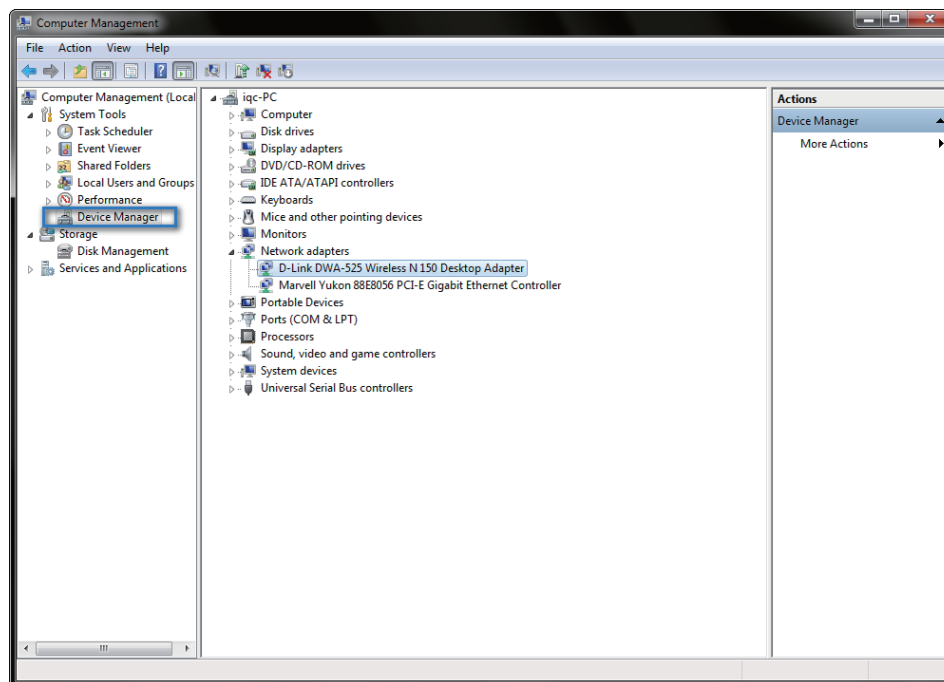 Computer Management
File Action View Help
Computer Management (Local
System Tools
Task Scheduler
Event Viewer
Shared Folders
Local Users and Groups
Performance
Device Manager
Storage
Disk Management
Services and Applications
iqc-PC
Computer
Disk drives
Display adapters
DVD/CD-ROM drives
IDE ATA/ATAPI controllers
Keyboards
Mice and other pointing devices
Monitors
Network adapters
D-Link DWA-525 Wireless N 150 Desktop Adapter
Marvell Yukon 88E8056 PCI-E Gigabit Ethernet Controller
Portable Devices
Ports (COM & LPT)
Processors
Sound, video and game controllers
System devices
Universal Serial Bus controllers
Actions
Device Manager
More Actions